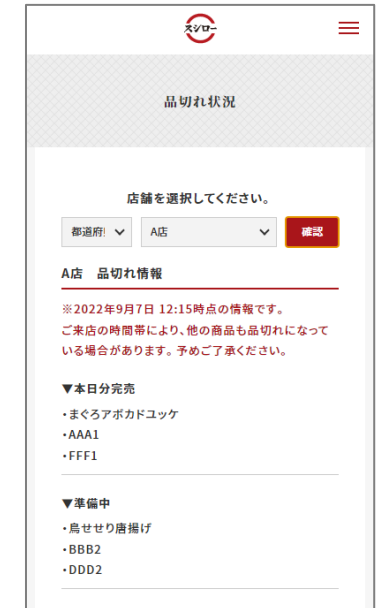 スシロー
品切れ状況
店舗を選択してください。
都道府 A店 確認
A店 品切れ情報
※2022年9月7日 12:15時点の情報です。
ご来店の時間帯により、他の商品も品切れになって
いる場合があります。予めご了承ください。
▼本日分完売
・まぐろアボカドユッケ
・AAA1
・FFF1
▼準備中
・鳥せせり唐揚げ
・BBB2
・DDD2